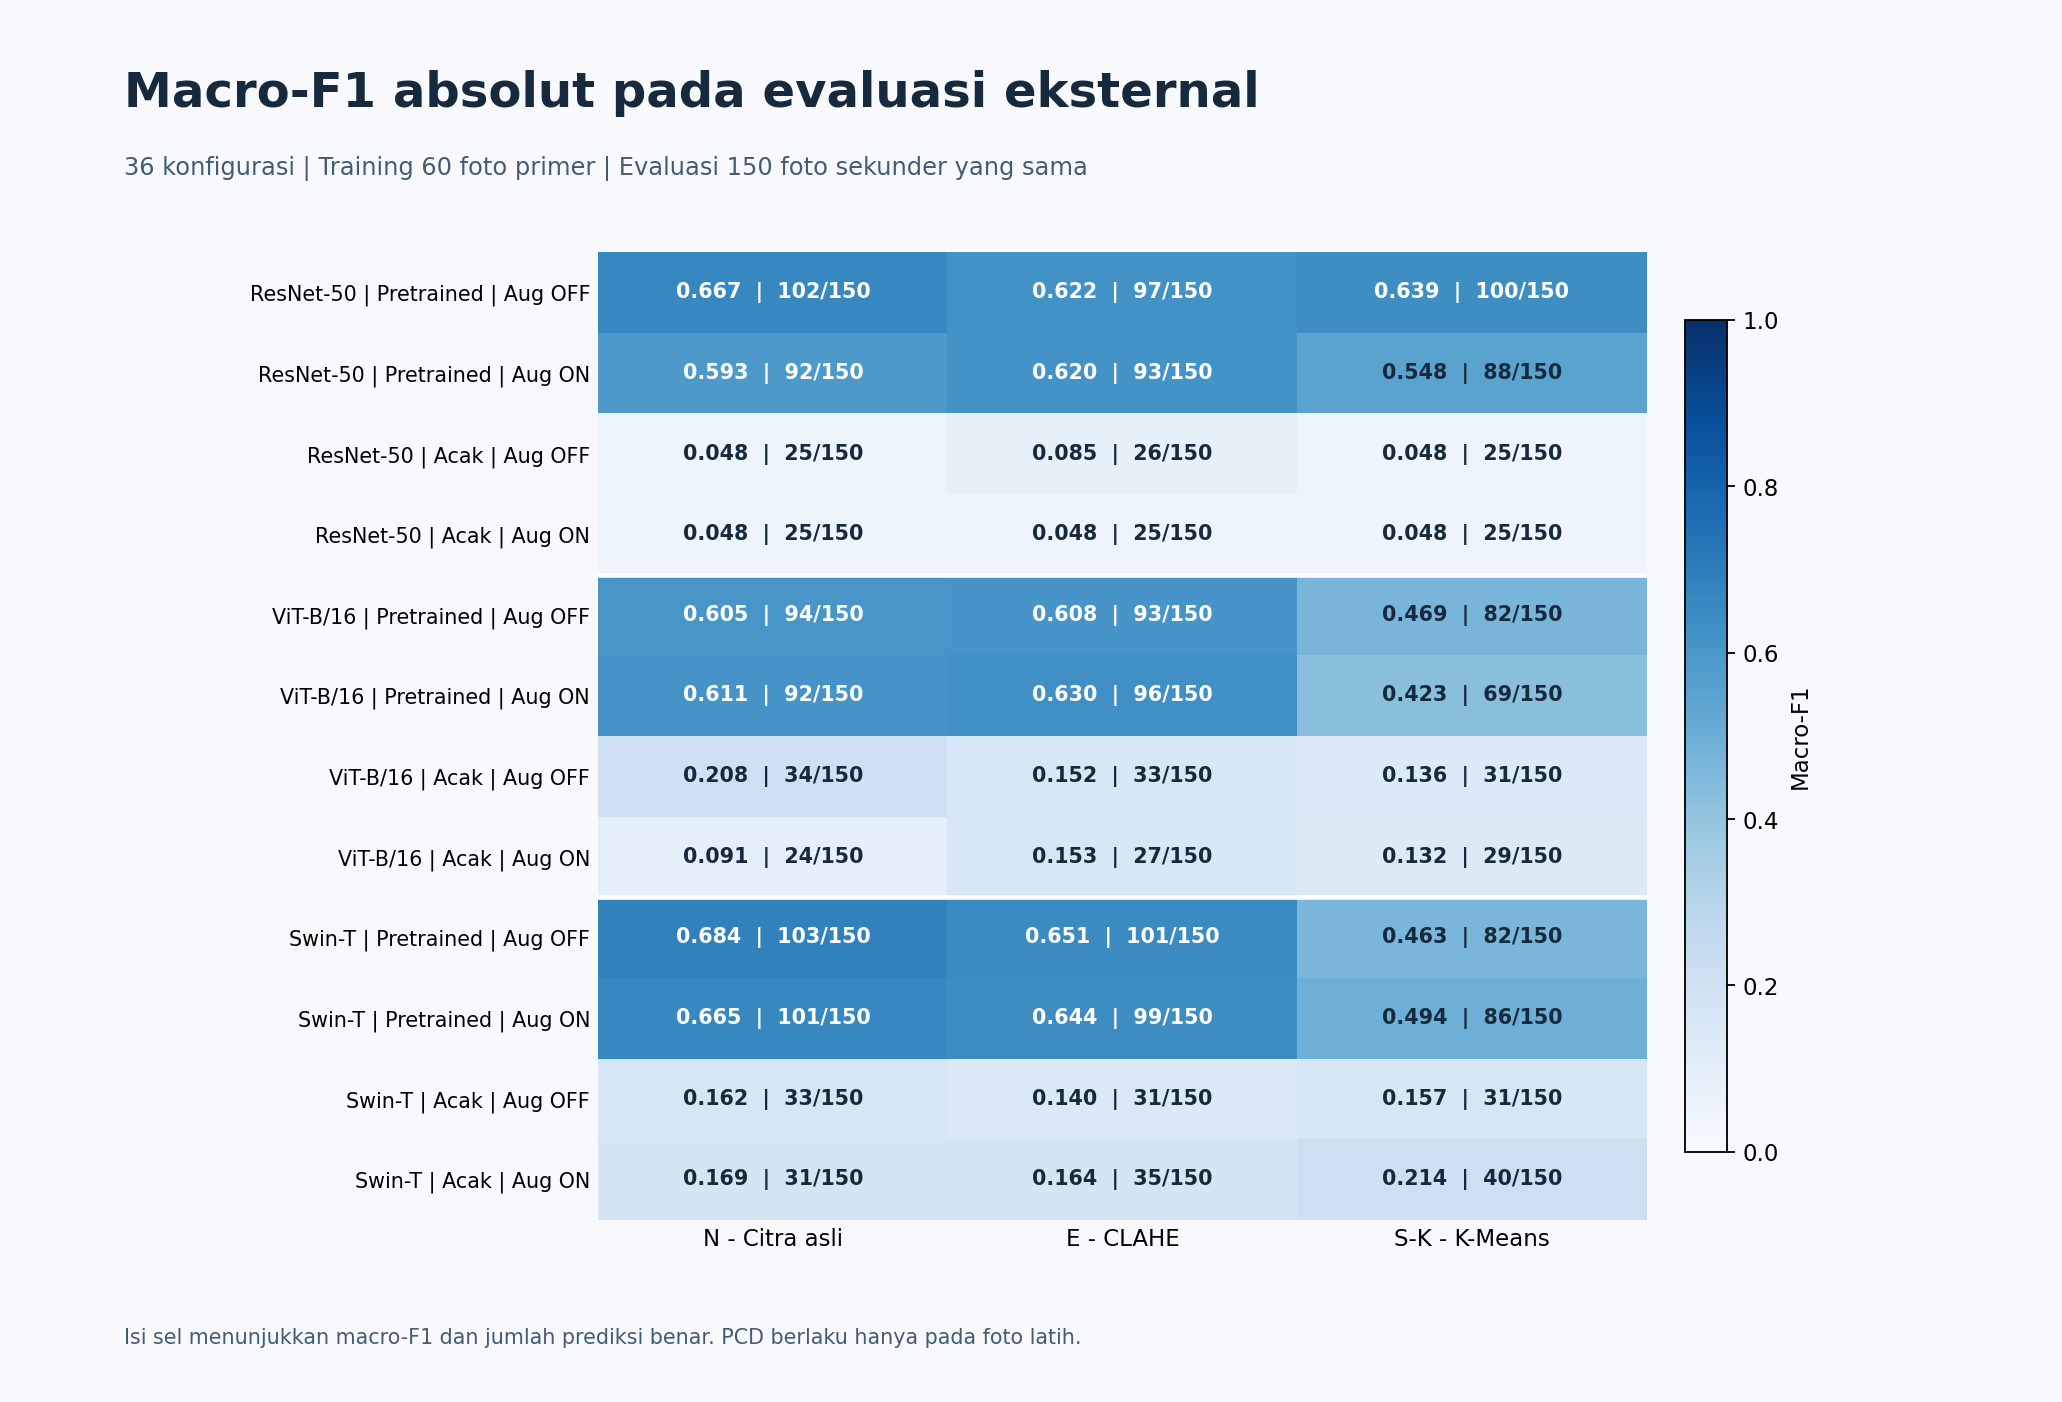 Macro-F1 absolut pada evaluasi eksternal
36 konfigurasi | Training 60 foto primer | Evaluasi 150 foto sekunder yang sama
ResNet-50 | Pretrained | Aug OFF 0.667 | 102/150 0.622 | 97/150 0.639 | 100/150
ResNet-50 | Pretrained | Aug ON 0.593 | 92/150 0.620 | 93/150 0.548 | 88/150
ResNet-50 | Acak | Aug OFF 0.048 | 25/150 0.085 | 26/150 0.048 | 25/150
ResNet-50 | Acak | Aug ON 0.048 | 25/150 0.048 | 25/150 0.048 | 25/150
ViT-B/16 | Pretrained | Aug OFF 0.605 | 94/150 0.608 | 93/150 0.469 | 82/150
ViT-B/16 | Pretrained | Aug ON 0.611 | 92/150 0.630 | 96/150 0.423 | 69/150
ViT-B/16 | Acak | Aug OFF 0.208 | 34/150 0.152 | 33/150 0.136 | 31/150
ViT-B/16 | Acak | Aug ON 0.091 | 24/150 0.153 | 27/150 0.132 | 29/150
Swin-T | Pretrained | Aug OFF 0.684 | 103/150 0.651 | 101/150 0.463 | 82/150
Swin-T | Pretrained | Aug ON 0.665 | 101/150 0.644 | 99/150 0.494 | 86/150
Swin-T | Acak | Aug OFF 0.162 | 33/150 0.140 | 31/150 0.157 | 31/150
Swin-T | Acak | Aug ON 0.169 | 31/150 0.164 | 35/150 0.214 | 40/150
N - Citra asli E - CLAHE S-K - K-Means
1.0
0.8
0.6
0.4
0.2
0.0
Macro-F1
Isi sel menunjukkan macro-F1 dan jumlah prediksi benar. PCD berlaku hanya pada foto latih.